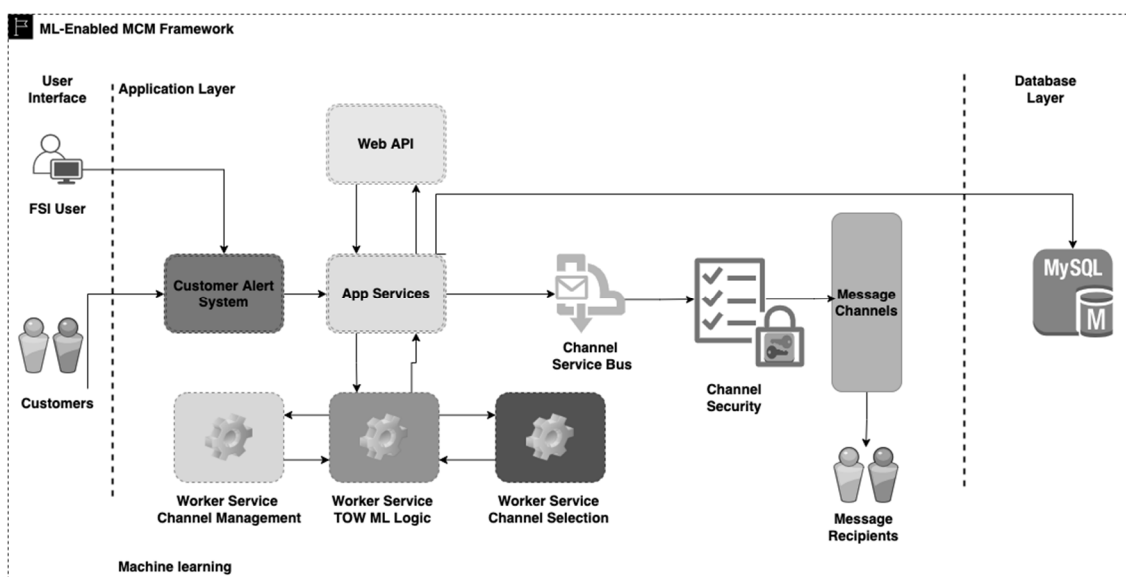 ML-Enabled MCM Framework
User
Interface
Application Layer
Database
Layer
Web API
FSI User
Customer Alert
System
App Services
Message
Channels
MySQL
M
Channel
Service Bus
Channel
Security
Customers
Worker Service
Channel Management
Worker Service
TOW ML Logic
Worker Service
Channel Selection
Message
Recipients
Machine learning